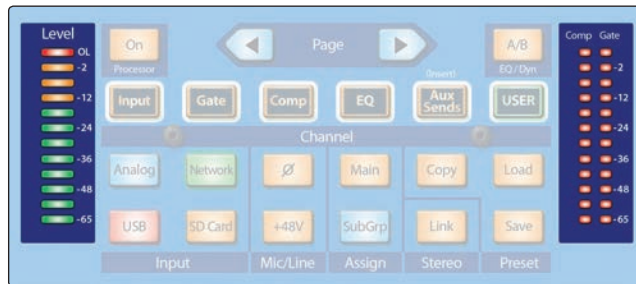 Level
OL
-2
-12
-24
-36
-48
-65
On
Processor
Page
A/B
EQ / Dyn
Input
Gate
Comp
EQ
(Insert)
Aux
Sends
USER
Channel
Analog
Network
Ø
Main
Copy
Load
USB
SD Card
+48V
SubGrp
Link
Save
Input
Mic/Line
Assign
Stereo
Preset
Comp Gate
-2
-12
-24
-36
-48
-65